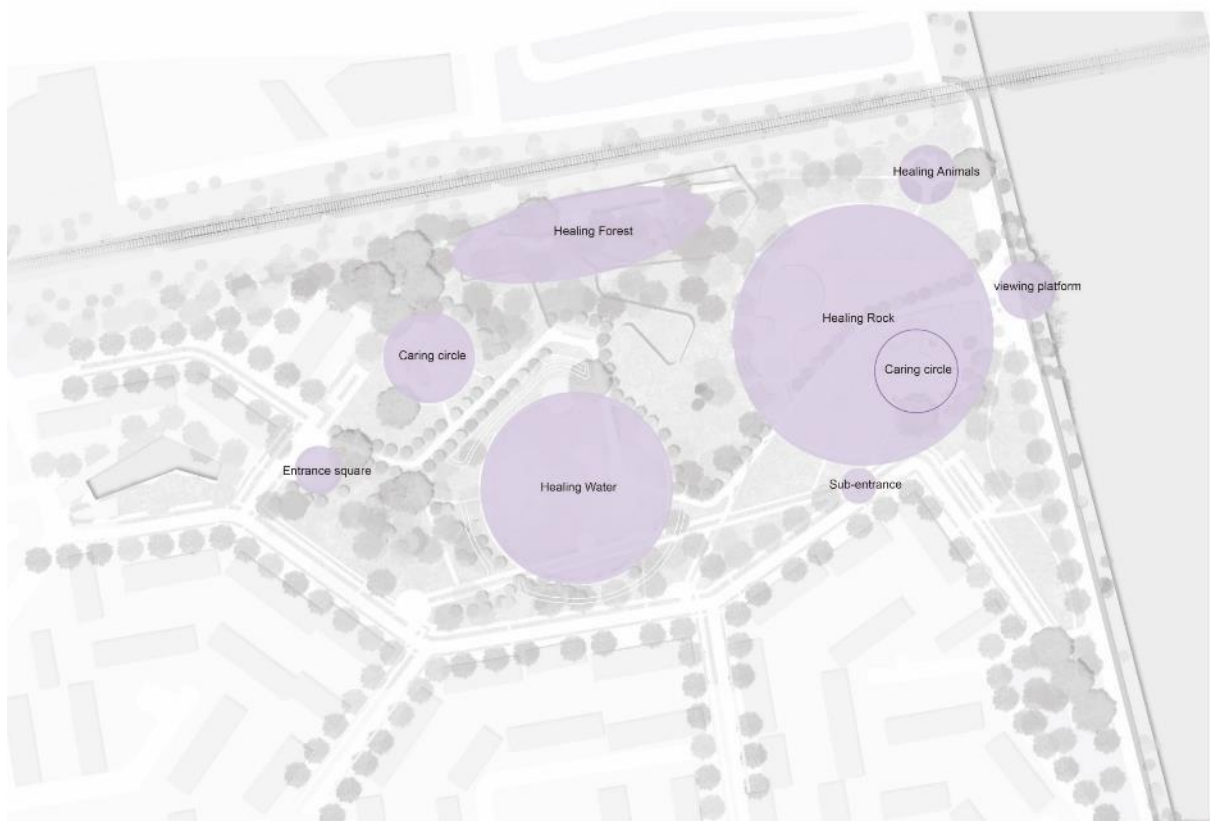 Healing Animals
Healing Forest
viewing platform
Healing Rock
Caring circle
Caring circle
Entrance square
Healing Water
Sub-entrance